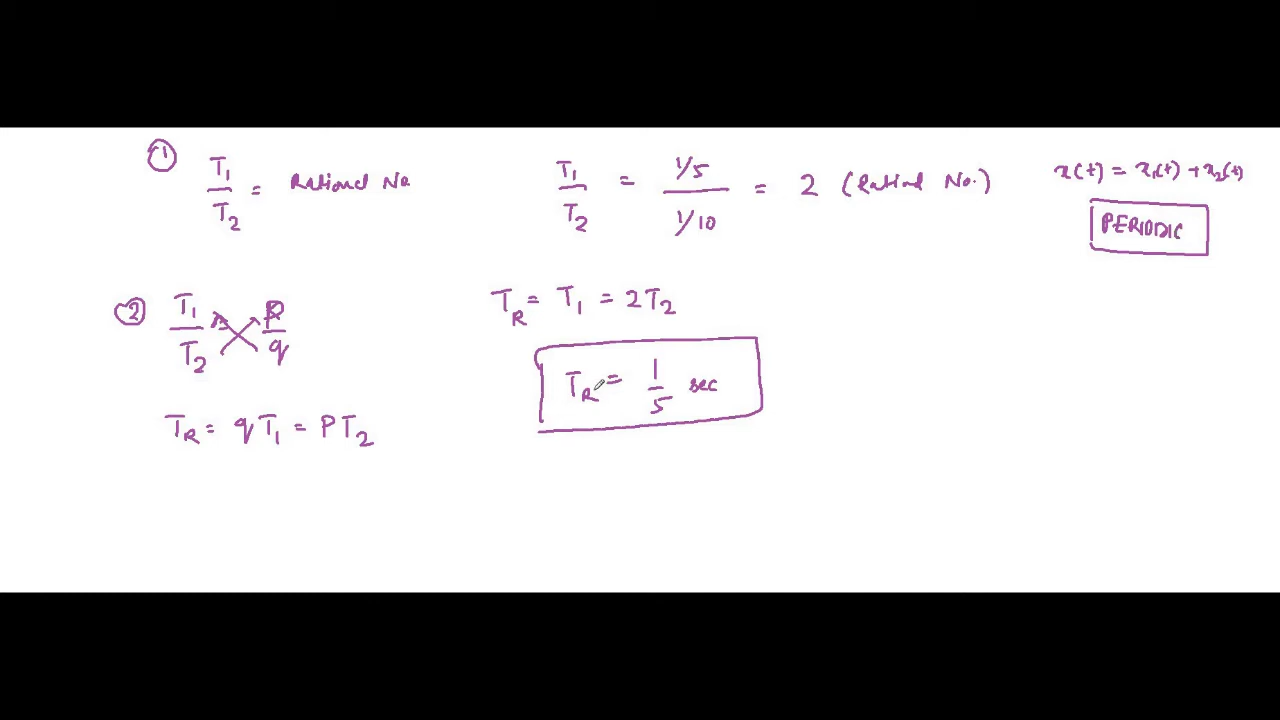 ① T₁/T₂ = Rational No
T₁/T₂ = (1/5)/(1/10) = 2 (Rational No.)
x(t) = x₁(t) + x₂(t)
PERIODIC
② T₁/T₂ P/q
T_R = qT₁ = PT₂
T_R = T₁ = 2T₂
T_R = 1/5 sec